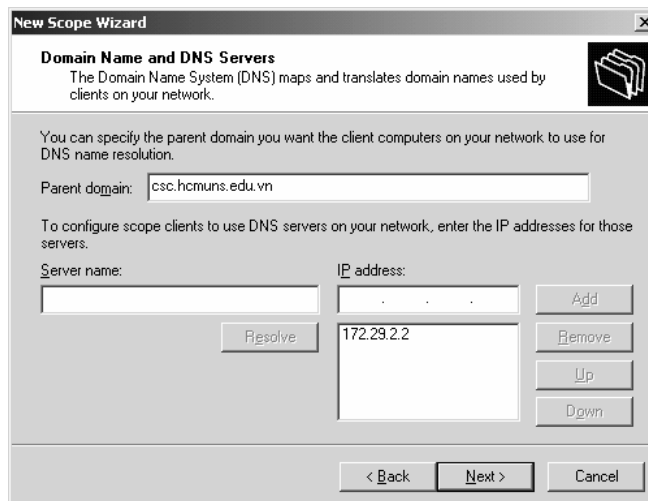 New Scope Wizard
Domain Name and DNS Servers
The Domain Name System (DNS) maps and translates domain names used by
clients on your network.
You can specify the parent domain you want the client computers on your network to use for
DNS name resolution.
Parent domain: csc.hcmuns.edu.vn
To configure scope clients to use DNS servers on your network, enter the IP addresses for those
servers.
Server name: IP address:
. . . Add
Resolve 172.29.2.2 Remove
Up
Down
< Back Next > Cancel